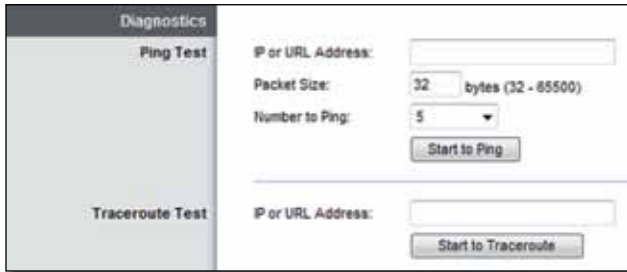 Diagnostics
Ping Test
IP or URL Address:
Packet Size: 32 bytes (32 - 65500)
Number to Ping: 5
Start to Ping
Traceroute Test
IP or URL Address:
Start to Traceroute